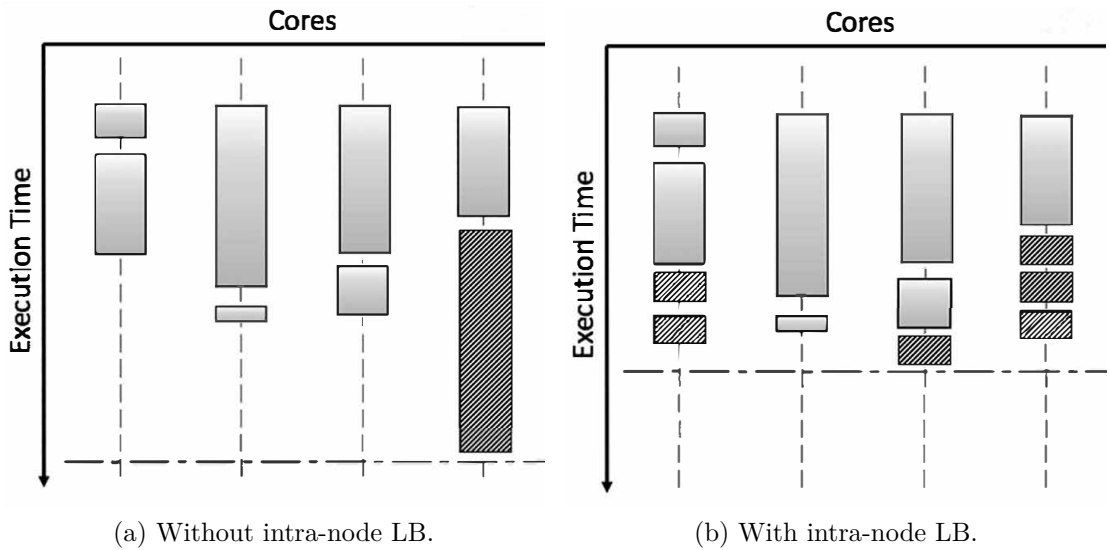 Cores
Execution Time
(a) Without intra-node LB.
Cores
Execution Time
(b) With intra-node LB.